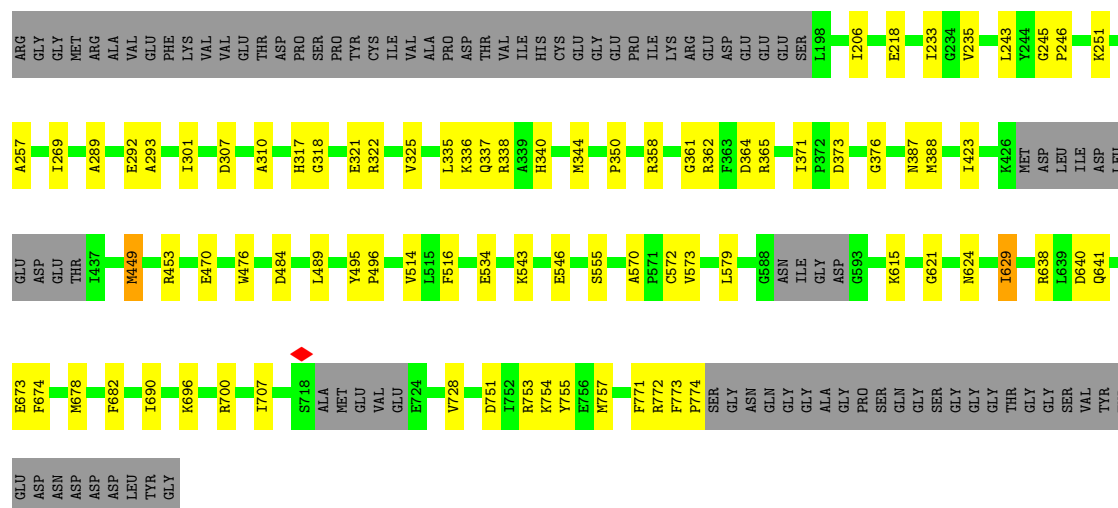 ARG GLY GLY MET ARG ALA VAL GLU PHE LYS VAL VAL GLU THR ASP PRO SER PRO TYR CYS ILE VAL ALA PRO ASP THR VAL ILE HIS CYS GLU GLY GLU PRO ILE LYS ARG GLU ASP GLU GLU GLU SER L198 I206 E218 I233 G234 V235 L243 Y244 G245 P246 K251
A257 I269 A289 E292 A293 I301 D307 A310 H317 G318 E321 R322 V325 L335 K336 Q337 R338 A339 H340 M344 P350 R358 G361 R362 F363 D364 R365 I371 P372 D373 G376 N387 M388 I423 K426 MET ASP LEU ILE ASP LEU
GLU ASP GLU THR I437 M449 R453 E470 W476 D484 L489 Y495 P496 V514 L515 F516 E534 K543 E546 S555 A570 P571 C572 V573 L579 G588 ASN ILE GLY ASP G593 K615 G621 N624 I629 R638 L639 D640 Q641
E673 F674 M678 F682 I690 K696 R700 I707 S718 ALA MET GLU VAL GLU E724 V728 D751 I752 R753 K754 Y755 E756 M757 F771 R772 F773 P774 SER GLY ASN GLN GLY GLY ALA GLY PRO SER GLN GLY SER GLY GLY GLY THR GLY GLY SER VAL TYR
GLU ASP ASN ASP ASP ASP LEU TYR GLY